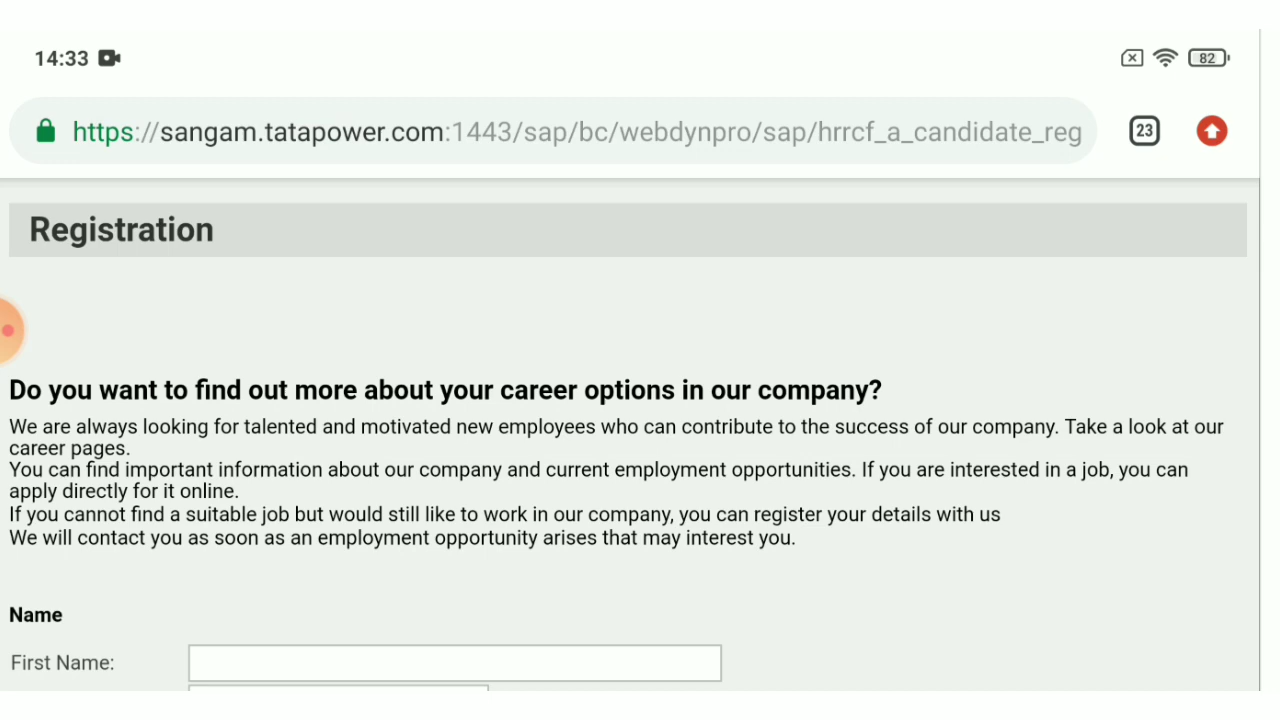 14:33
82
https://sangam.tatapower.com:1443/sap/bc/webdynpro/sap/hrrcf_a_candidate_reg
23
Registration
Do you want to find out more about your career options in our company?
We are always looking for talented and motivated new employees who can contribute to the success of our company. Take a look at our
career pages.
You can find important information about our company and current employment opportunities. If you are interested in a job, you can
apply directly for it online.
If you cannot find a suitable job but would still like to work in our company, you can register your details with us
We will contact you as soon as an employment opportunity arises that may interest you.
Name
First Name: